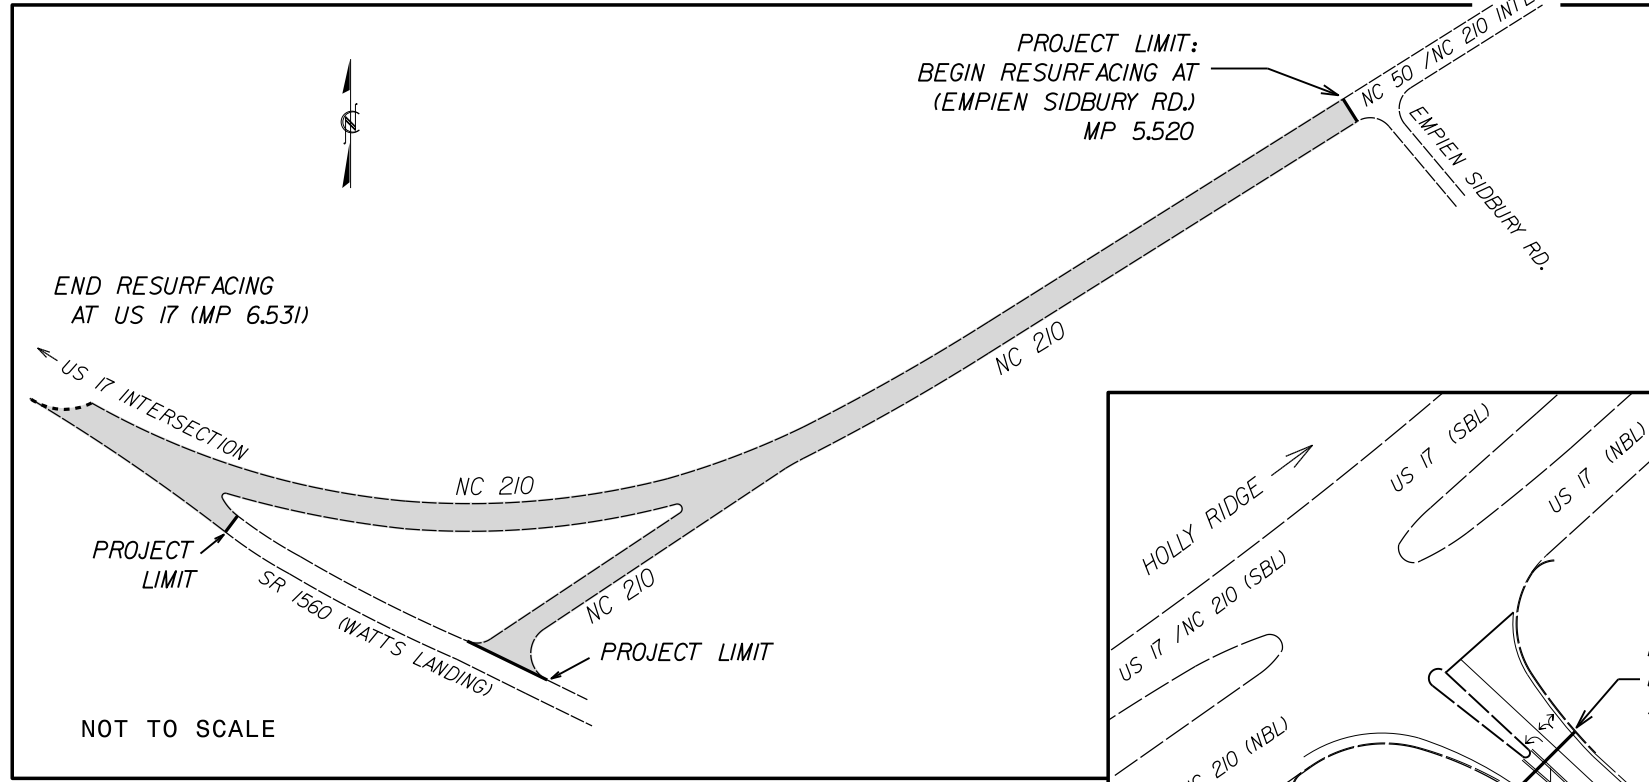 PROJECT LIMIT:
BEGIN RESURFACING AT
(EMPIEN SIDBURY RD.)
MP 5.520
NC 50 /NC 210
EMPIEN SIDBURY RD.
N
END RESURFACING
AT US 17 (MP 6.531)
US 17 INTERSECTION
NC 210
NC 210
NC 210
PROJECT
LIMIT
SR 1560 (WATTS LANDING)
PROJECT LIMIT
NOT TO SCALE
HOLLY RIDGE
US 17 (SBL)
US 17 (NBL)
US 17 /NC 210 (SBL)
210 (NBL)